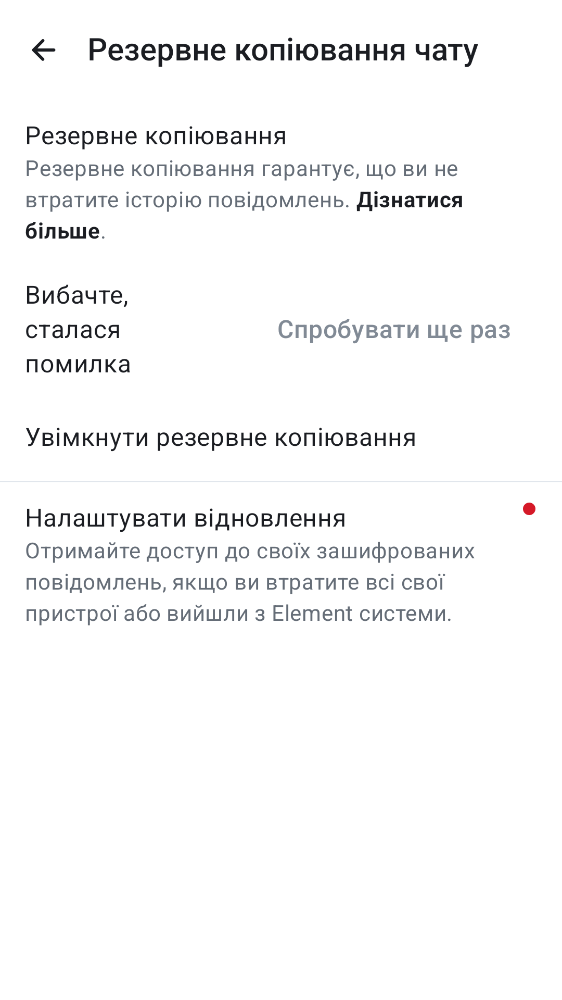 Резервне копіювання чату
Резервне копіювання
Резервне копіювання гарантує, що ви не
втратите історію повідомлень. Дізнатися
більше.
Вибачте,
сталася
помилка
Спробувати ще раз
Увімкнути резервне копіювання
Налаштувати відновлення
Отримайте доступ до своїх зашифрованих
повідомлень, якщо ви втратите всі свої
пристрої або вийшли з Element системи.